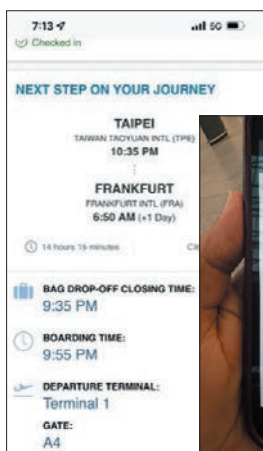 7:13
5G
Checked in
NEXT STEP ON YOUR JOURNEY
TAIPEI
TAIWAN TAOYUAN INTL (TPE)
10:35 PM
FRANKFURT
FRANKFURT INTL (FRA)
6:50 AM (+1 Day)
14 hours 15 minutes
BAG DROP-OFF CLOSING TIME:
9:35 PM
BOARDING TIME:
9:55 PM
DEPARTURE TERMINAL:
Terminal 1
GATE:
A4